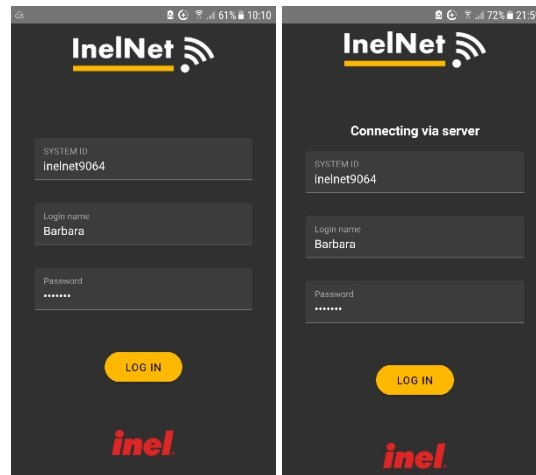 61% 10:10
InelNet
SYSTEM ID
inelnet9064
Login name
Barbara
Password
•••••••
LOG IN
inel
72% 21:5
InelNet
Connecting via server
SYSTEM ID
inelnet9064
Login name
Barbara
Password
•••••••
LOG IN
inel